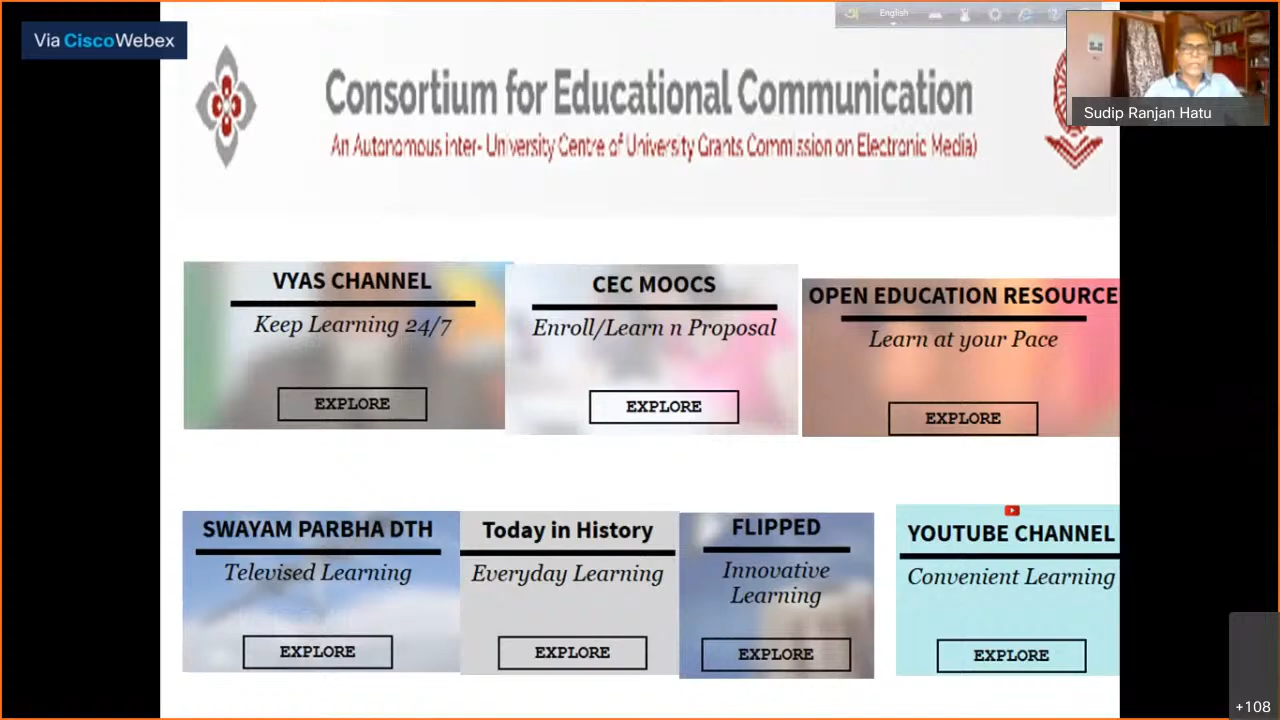 Via CiscoWebex
English
Sudip Ranjan Hatu
Consortium for Educational Communication
An Autonomous Inter- University Centre of University Grants Commission on Electronic Media)
VYAS CHANNEL
Keep Learning 24/7
EXPLORE
CEC MOOCS
Enroll/Learn n Proposal
EXPLORE
OPEN EDUCATION RESOURCE
Learn at your Pace
EXPLORE
SWAYAM PARBHA DTH
Televised Learning
EXPLORE
Today in History
Everyday Learning
EXPLORE
FLIPPED
Innovative
Learning
EXPLORE
YOUTUBE CHANNEL
Convenient Learning
EXPLORE
+108